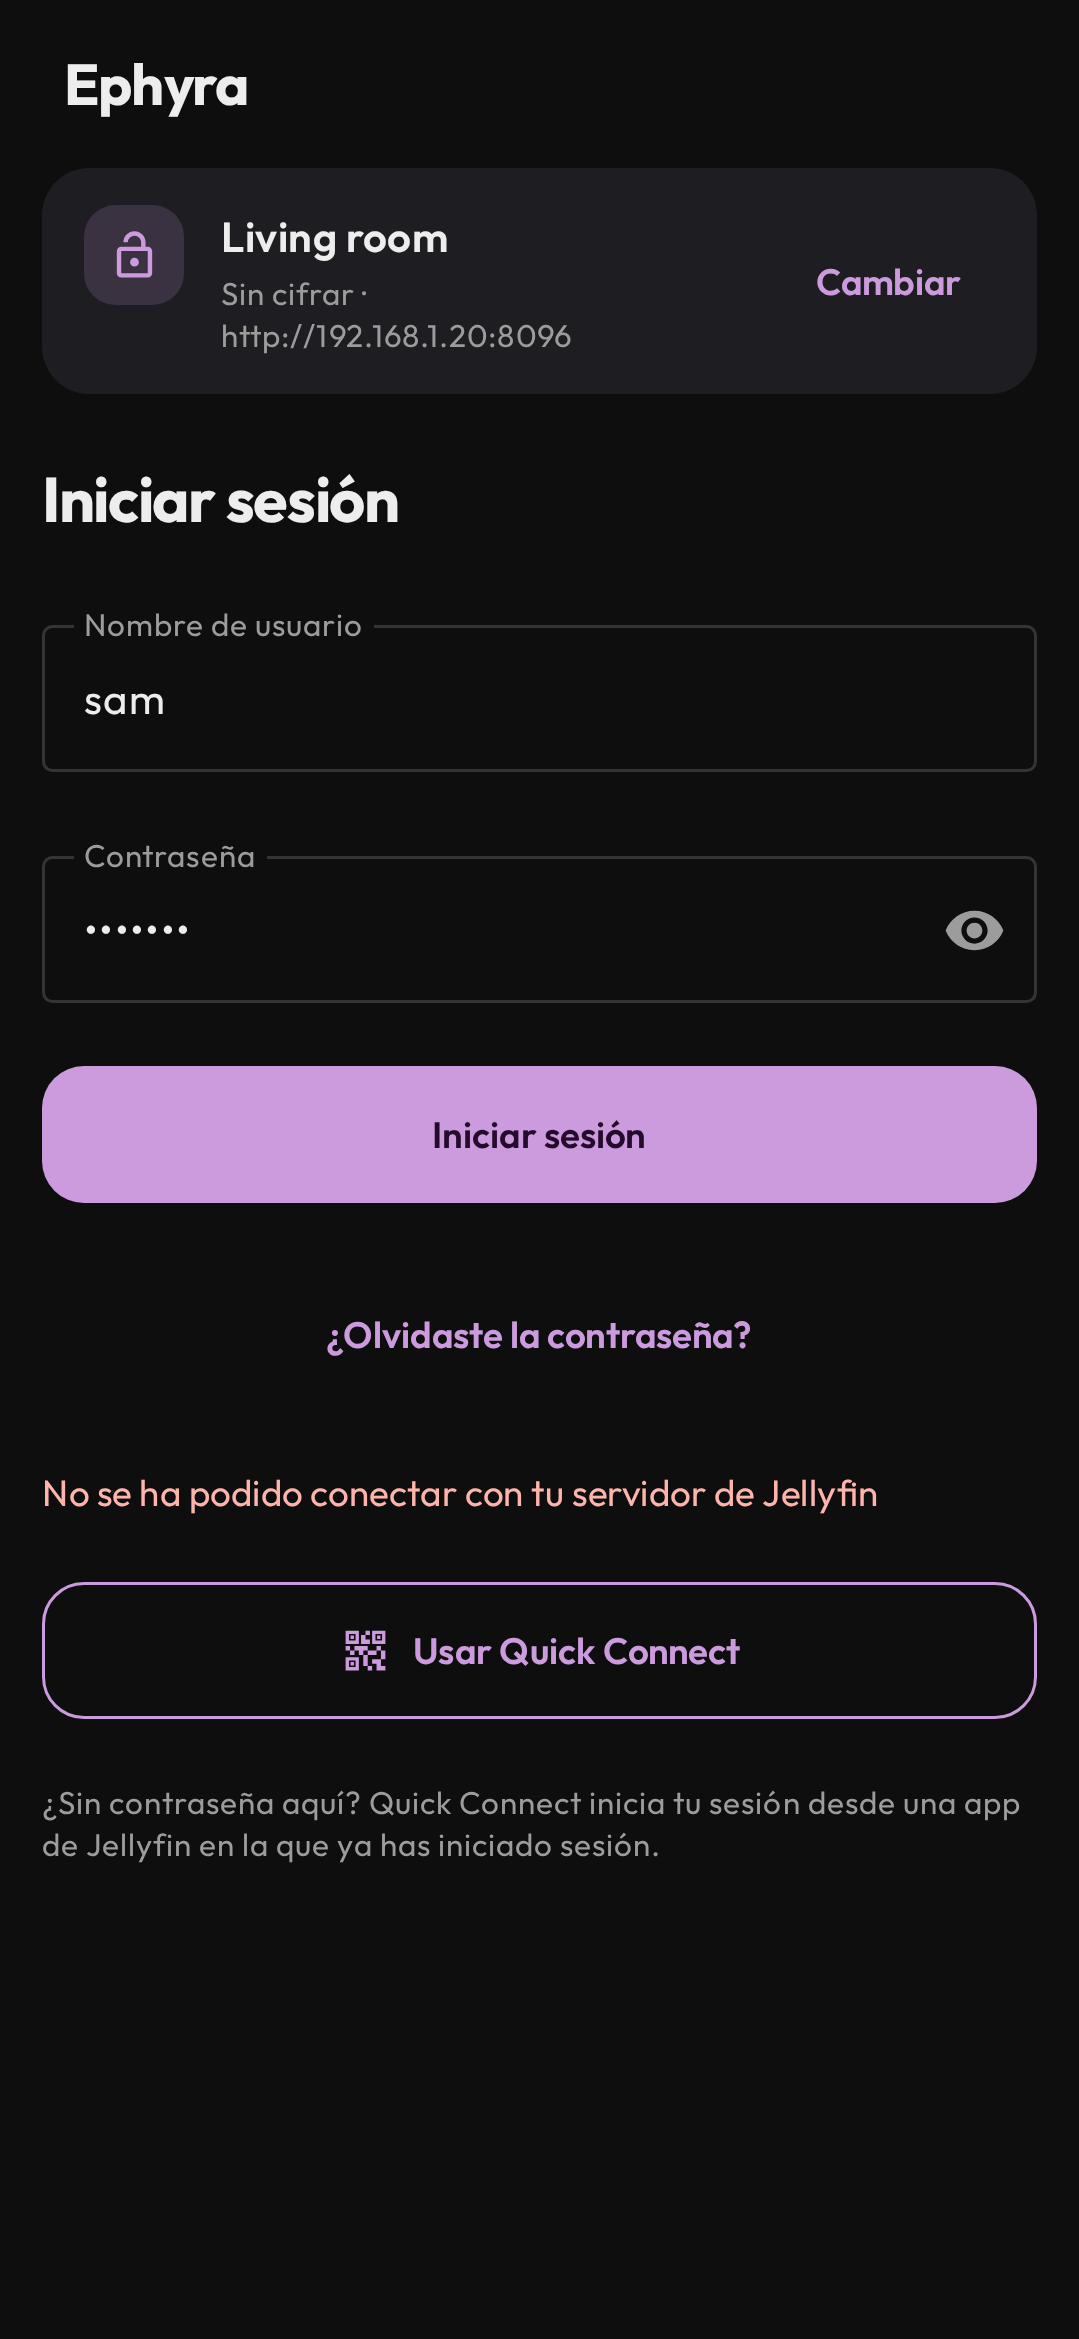 Ephyra
Living room
Sin cifrar ·
http://192.168.1.20:8096
Cambiar
Iniciar sesión
Nombre de usuario
sam
Contraseña
•••••••
Iniciar sesión
¿Olvidaste la contraseña?
No se ha podido conectar con tu servidor de Jellyfin
Usar Quick Connect
¿Sin contraseña aquí? Quick Connect inicia tu sesión desde una app
de Jellyfin en la que ya has iniciado sesión.